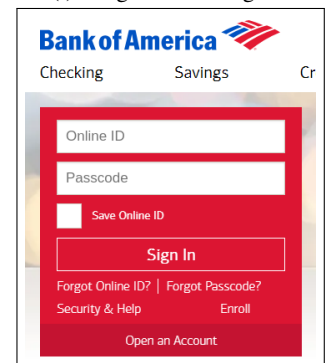 Bank of America
Checking Savings Cr
Online ID
Passcode
Save Online ID
Sign In
Forgot Online ID? | Forgot Passcode?
Security & Help Enroll
Open an Account